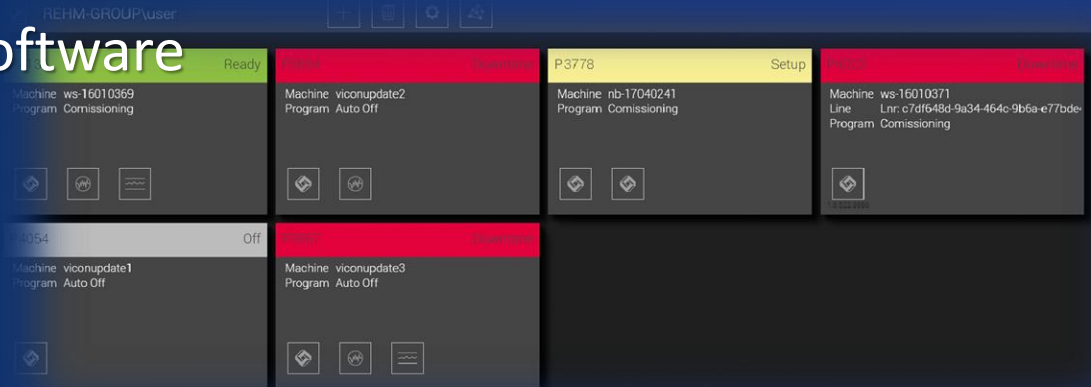 REHM-GROUP\user
oftware
Ready
Machine ws-16010369
Program Comissioning
Machine viconupdate2
Program Auto Off
P3778 Setup
Machine nb-17040241
Program Comissioning
Machine ws-16010371
Line Lnr: c7df648d-9a34-464c-9b6a-e77bde
Program Comissioning
4054 Off
Machine viconupdate1
Program Auto Off
Machine viconupdate3
Program Auto Off